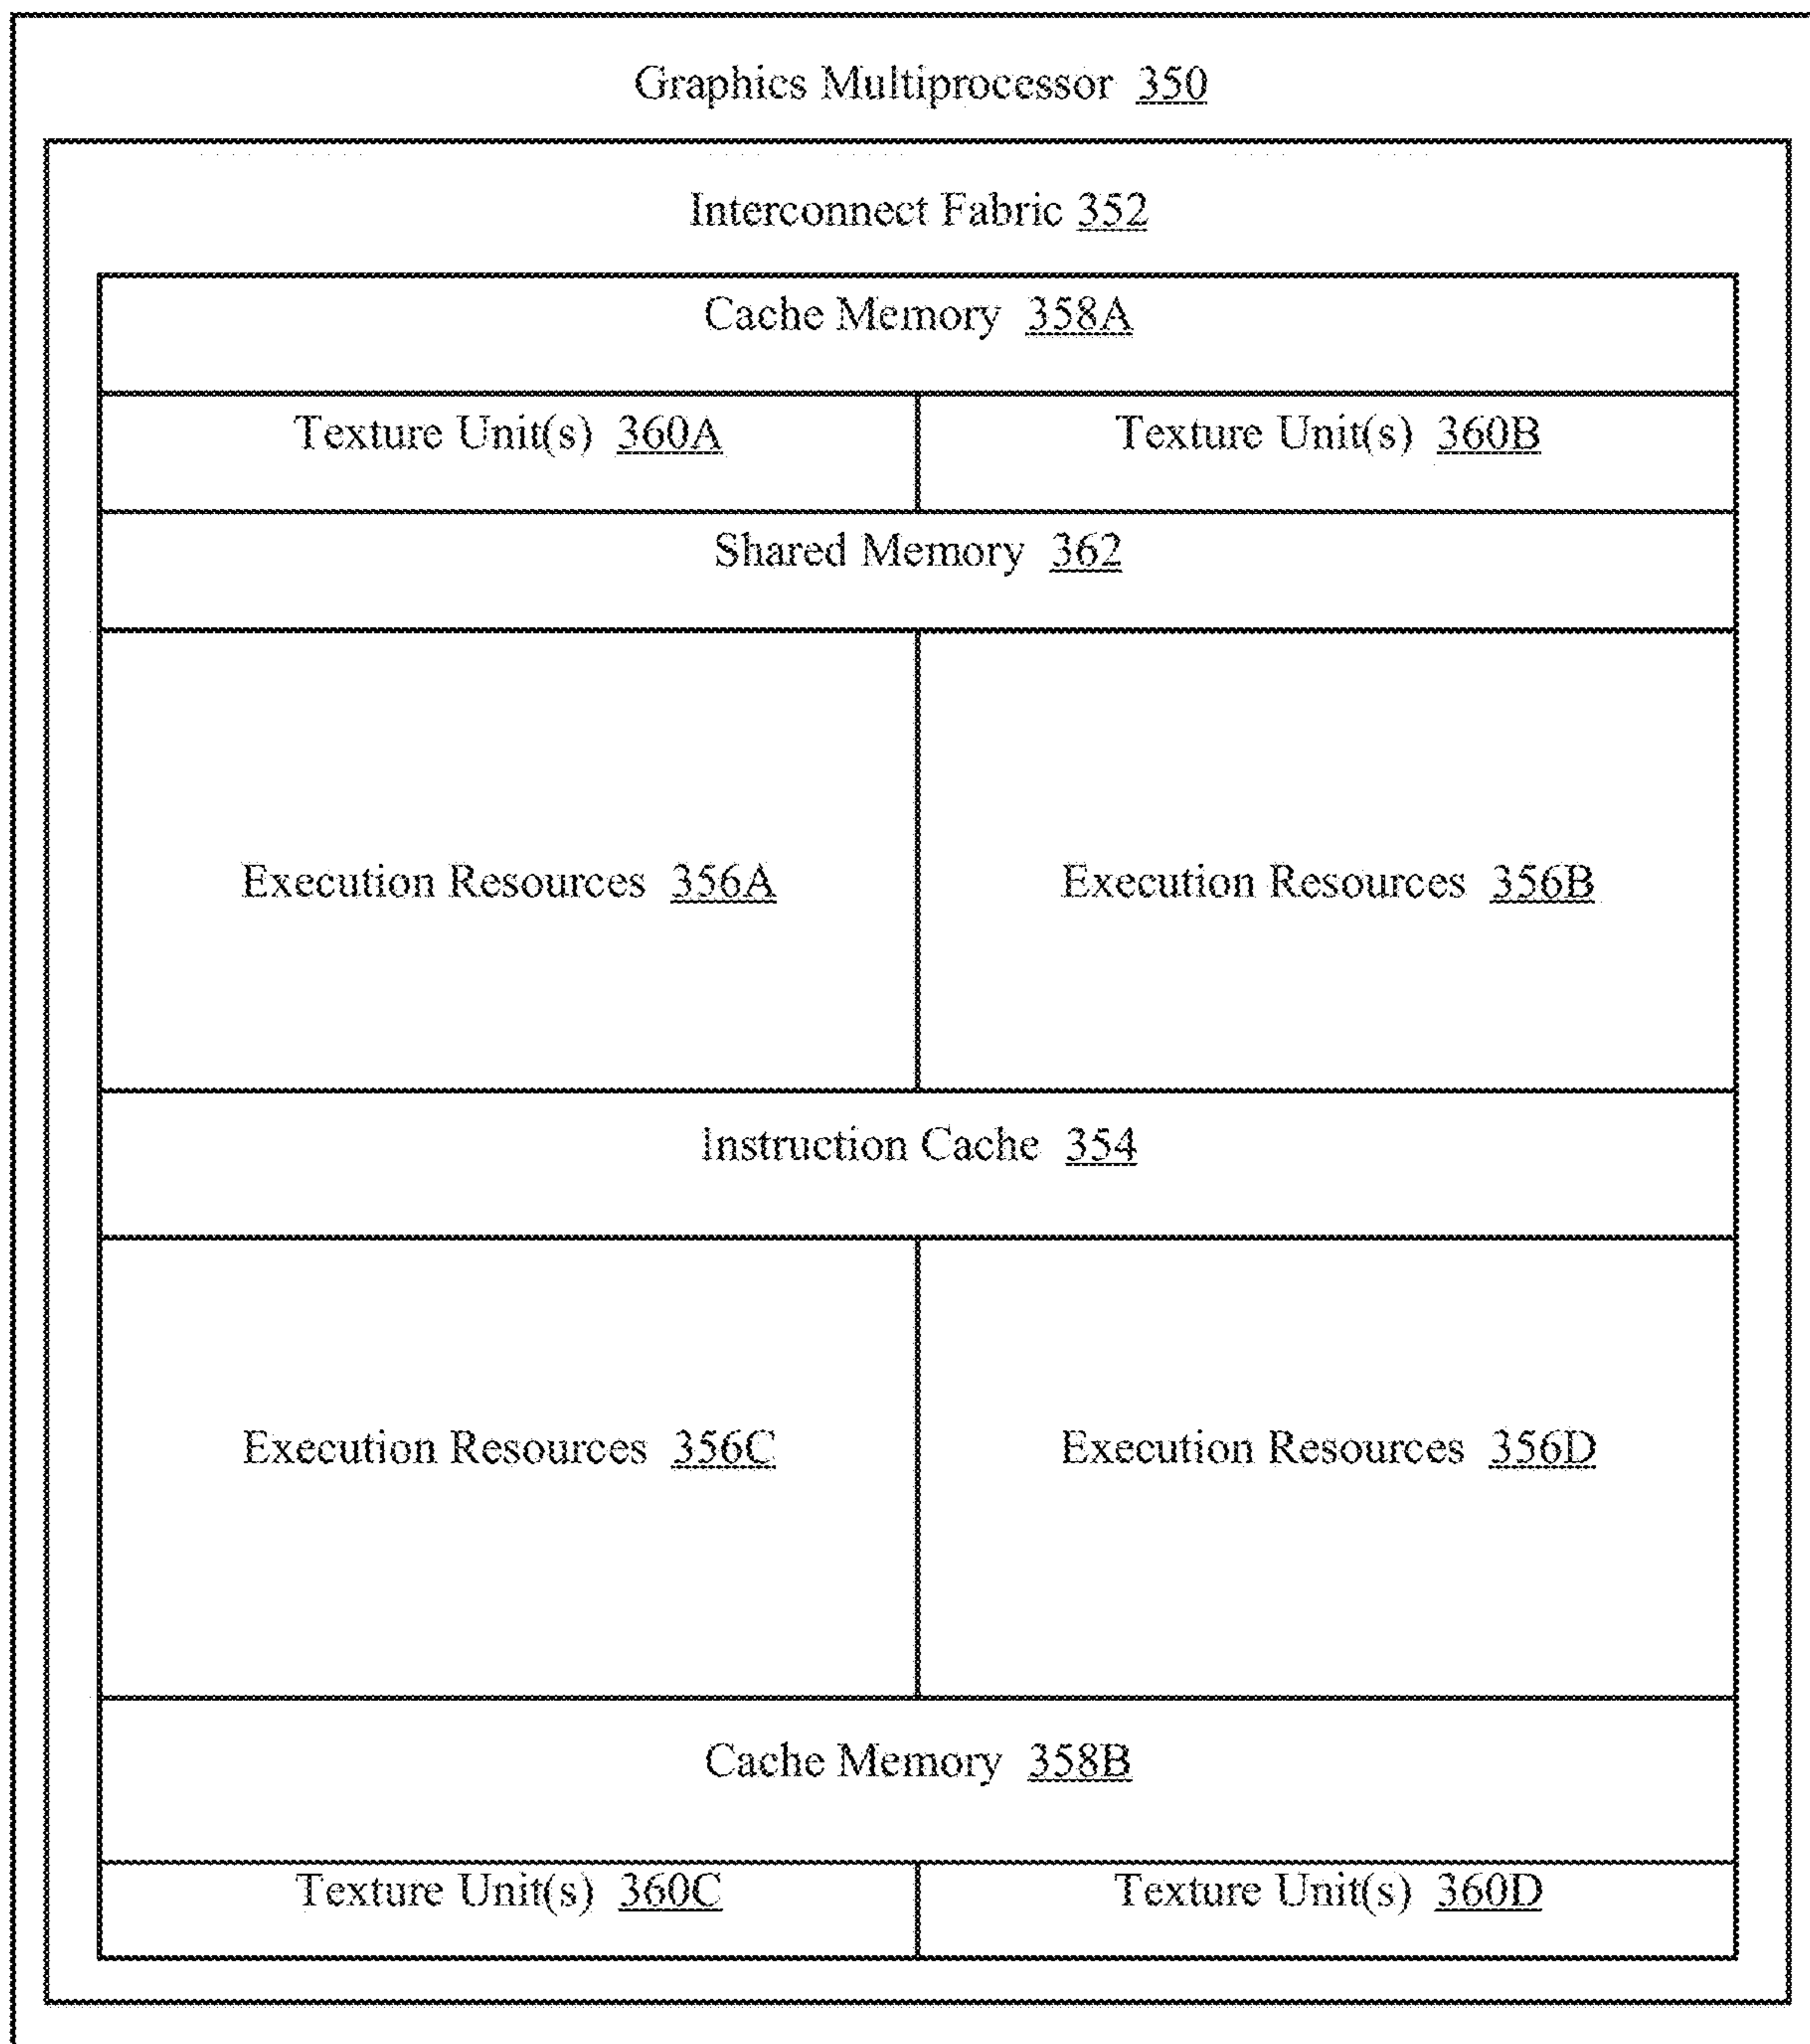 Graphics Multiprocessor 350
Interconnect Fabric 352
Cache Memory 358A
Texture Unit(s) 360A
Texture Unit(s) 360B
Shared Memory 362
Execution Resources 356A
Execution Resources 356B
Instruction Cache 354
Execution Resources 356C
Execution Resources 356D
Cache Memory 358B
Texture Unit(s) 360C
Texture Unit(s) 360D